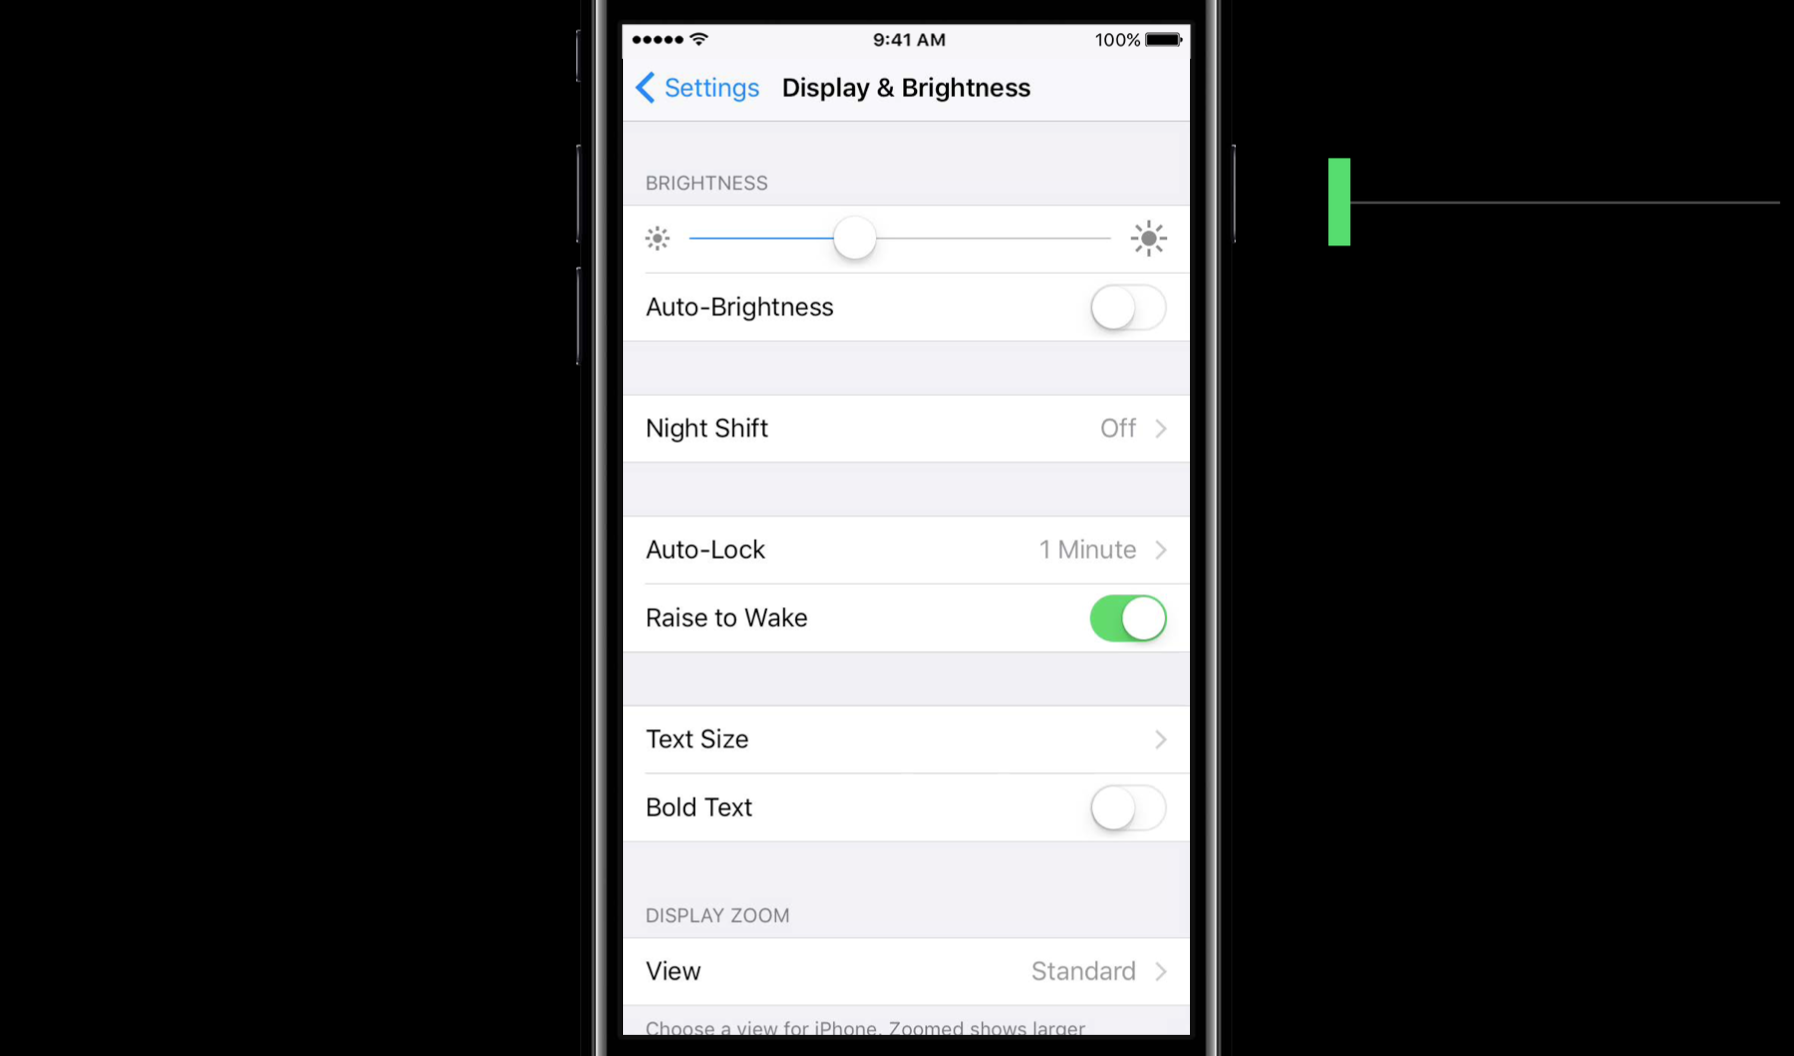 9:41 AM 100%
Settings Display & Brightness
BRIGHTNESS
Auto-Brightness
Night Shift Off
Auto-Lock 1 Minute
Raise to Wake
Text Size
Bold Text
DISPLAY ZOOM
View Standard
Choose a view for iPhone. Zoomed shows larger